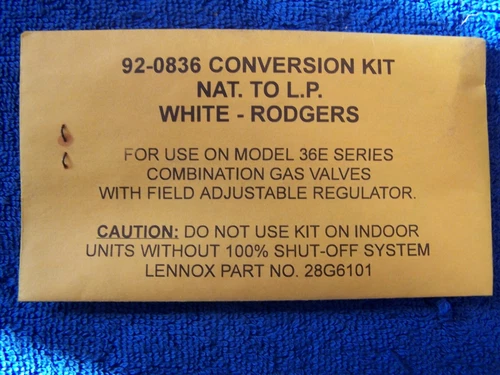 92-0836 CONVERSION KIT
NAT. TO L.P.
WHITE - RODGERS
FOR USE ON MODEL 36E SERIES
COMBINATION GAS VALVES
WITH FIELD ADJUSTABLE REGULATOR.
CAUTION: DO NOT USE KIT ON INDOOR
UNITS WITHOUT 100% SHUT-OFF SYSTEM
LENNOX PART NO. 28G6101